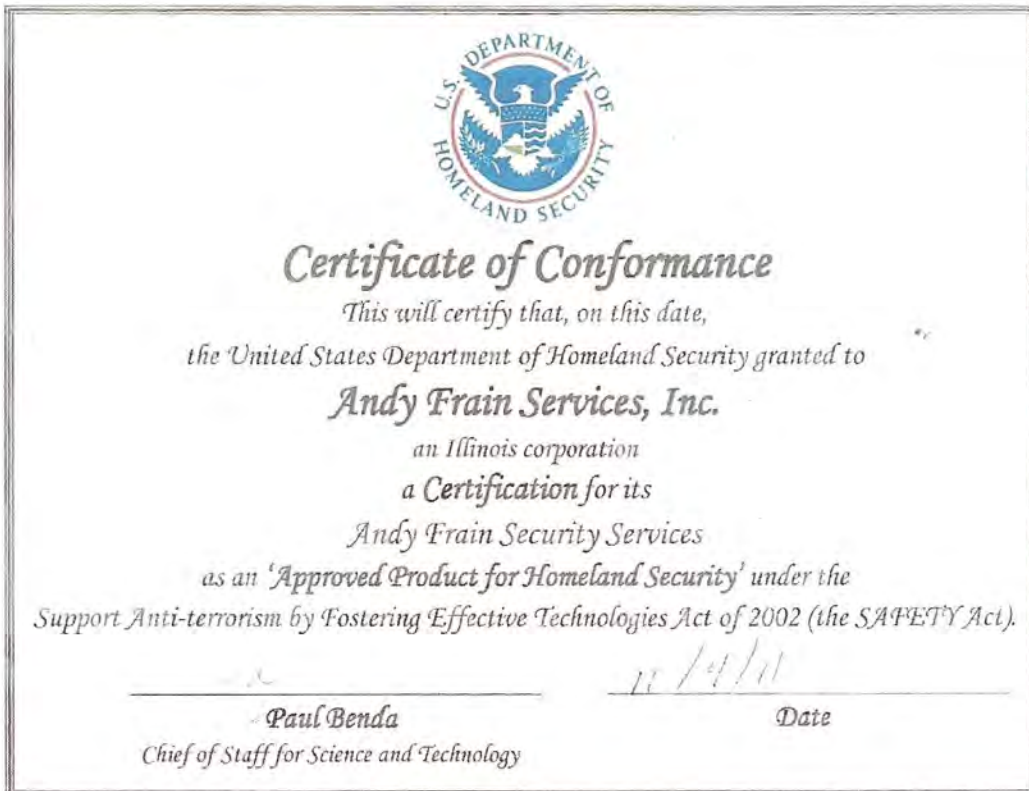 U.S. DEPARTMENT OF HOMELAND SECURITY
Certificate of Conformance
This will certify that, on this date,
the United States Department of Homeland Security granted to
Andy Frain Services, Inc.
an Illinois corporation
a Certification for its
Andy Frain Security Services
as an 'Approved Product for Homeland Security' under the
Support Anti-terrorism by Fostering Effective Technologies Act of 2002 (the SAFETY Act).
Paul Benda
Date
Chief of Staff for Science and Technology